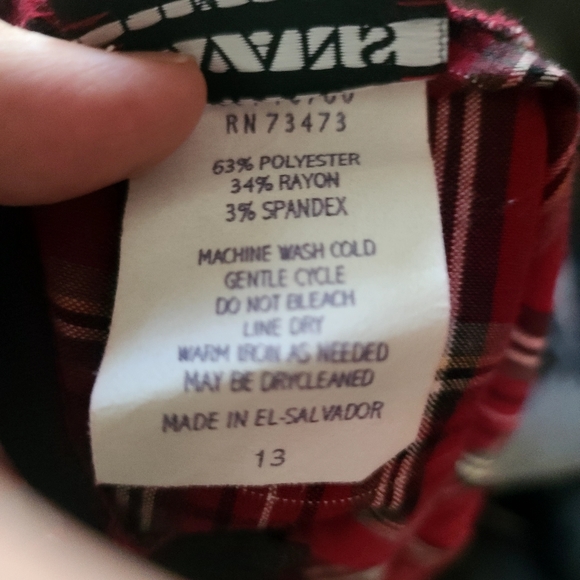 RN 73473
63% POLYESTER
34% RAYON
3% SPANDEX
MACHINE WASH COLD
GENTLE CYCLE
DO NOT BLEACH
LINE DRY
WARM IRON AS NEEDED
MAY BE DRYCLEANED
MADE IN EL-SALVADOR
13